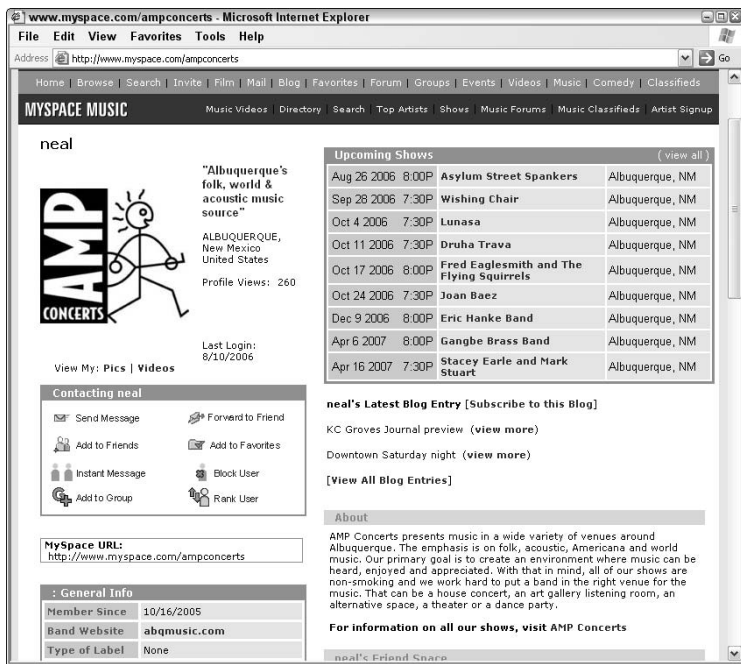 www.myspace.com/ampconcerts - Microsoft Internet Explorer
File Edit View Favorites Tools Help
Address http://www.myspace.com/ampconcerts Go
Home | Browse | Search | Invite | Film | Mail | Blog | Favorites | Forum | Groups | Events | Videos | Music | Comedy | Classifieds
MYSPACE MUSIC
Music Videos | Directory | Search | Top Artists | Shows | Music Forums | Music Classifieds | Artist Signup
neal
AMP
CONCERTS
"Albuquerque's
folk, world &
acoustic music
source"
ALBUQUERQUE,
New Mexico
United States
Profile Views: 260
Last Login:
8/10/2006
View My: Pics | Videos
Contacting neal
Send Message Forward to Friend
Add to Friends Add to Favorites
Instant Message Block User
Add to Group Rank User
MySpace URL:
http://www.myspace.com/ampconcerts
: General Info
Member Since 10/16/2005
Band Website abqmusic.com
Type of Label None
Upcoming Shows ( view all )
Aug 26 2006 8:00P Asylum Street Spankers Albuquerque, NM
Sep 28 2006 7:30P Wishing Chair Albuquerque, NM
Oct 4 2006 7:30P Lunasa Albuquerque, NM
Oct 11 2006 7:30P Druha Trava Albuquerque, NM
Oct 17 2006 8:00P Fred Eaglesmith and The
Flying Squirrels Albuquerque, NM
Oct 24 2006 7:30P Joan Baez Albuquerque, NM
Dec 9 2006 8:00P Eric Hanke Band Albuquerque, NM
Apr 6 2007 8:00P Gangbe Brass Band Albuquerque, NM
Apr 16 2007 7:30P Stacey Earle and Mark
Stuart Albuquerque, NM
neal's Latest Blog Entry [Subscribe to this Blog]
KC Groves Journal preview (view more)
Downtown Saturday night (view more)
[View All Blog Entries]
About
AMP Concerts presents music in a wide variety of venues around
Albuquerque. The emphasis is on folk, acoustic, Americana and world
music. Our primary goal is to create an environment where music can be
heard, enjoyed and appreciated. With that in mind, all of our shows are
non-smoking and we work hard to put a band in the right venue for the
music. That can be a house concert, an art gallery listening room, an
alternative space, a theater or a dance party.
For information on all our shows, visit AMP Concerts
neal's Friend Space